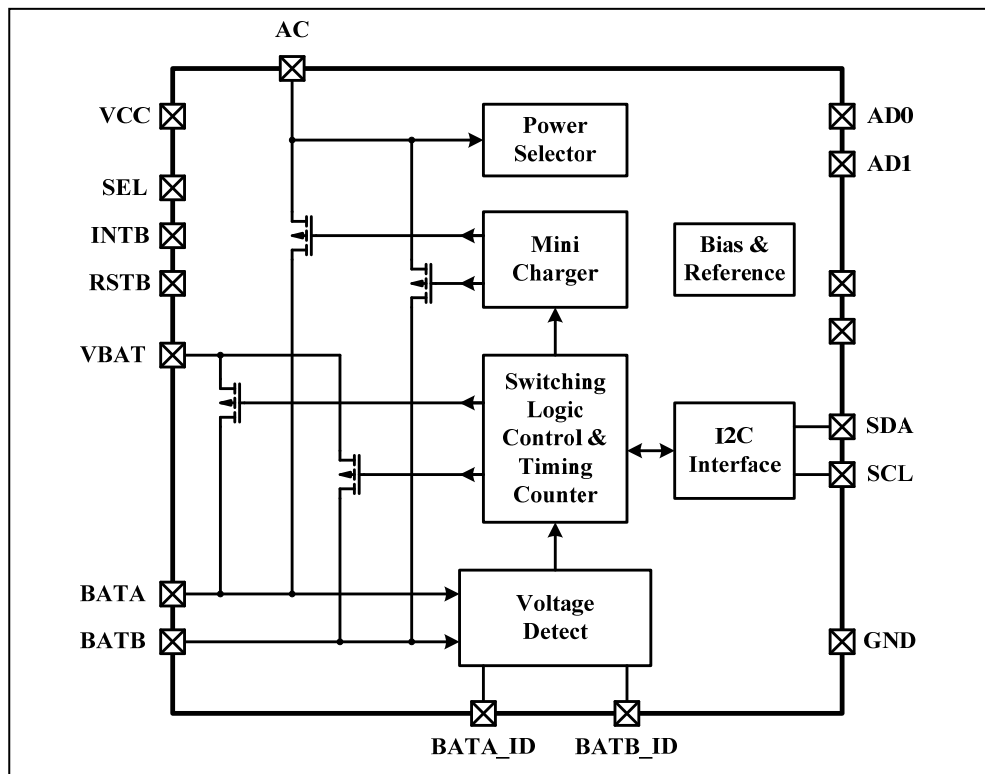 AC
VCC
SEL
INTB
RSTB
VBAT
BATA
BATB
Power
Selector
Mini
Charger
Bias &
Reference
Switching
Logic
Control &
Timing
Counter
I2C
Interface
Voltage
Detect
AD0
AD1
SDA
SCL
GND
BATA_ID
BATB_ID